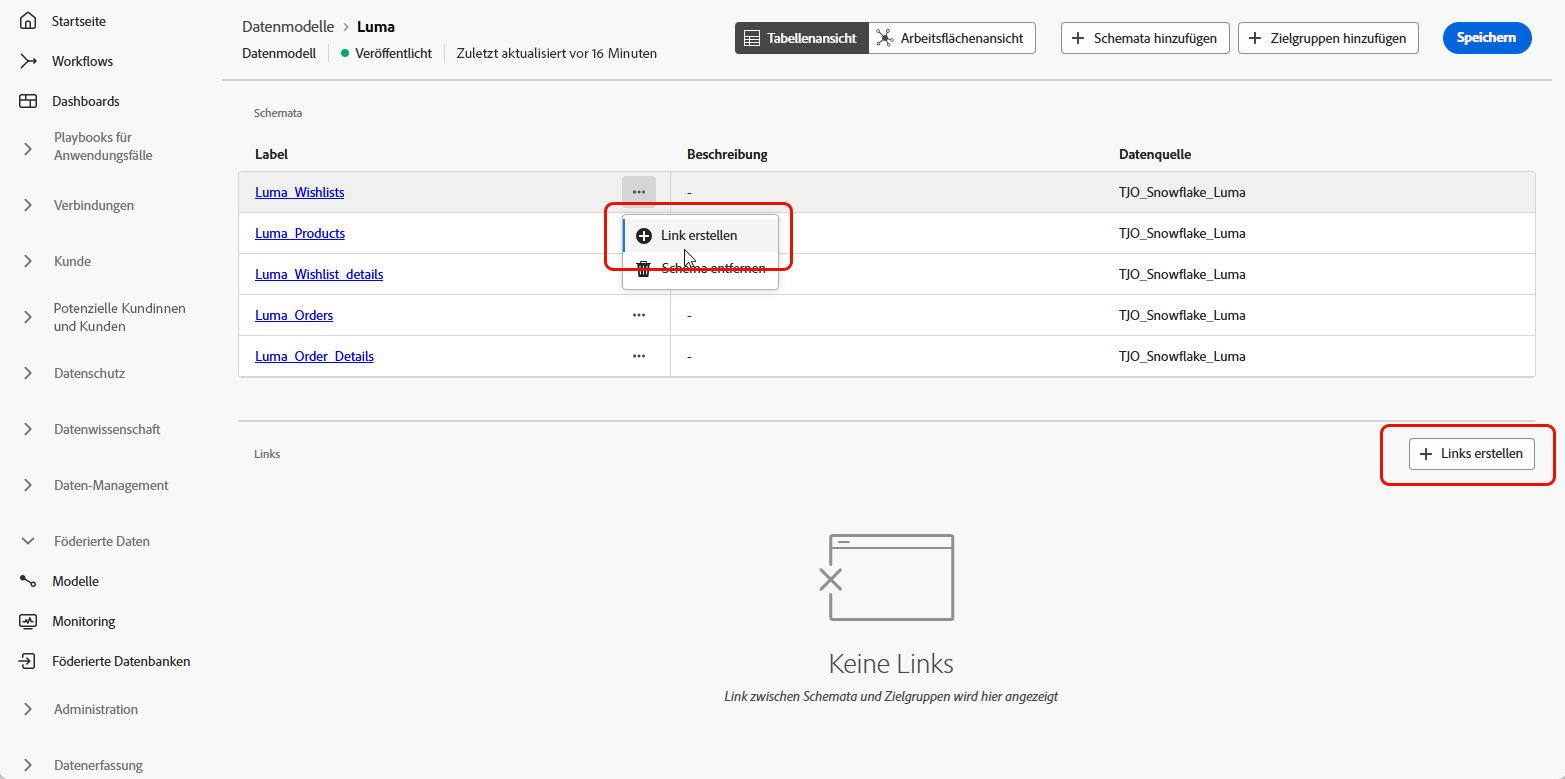 Startseite
Workflows
Dashboards
Playbooks für
Anwendungsfälle
Verbindungen
Kunde
Potenzielle Kundinnen
und Kunden
Datenschutz
Datenwissenschaft
Daten-Management
Föderierte Daten
Modelle
Monitoring
Föderierte Datenbanken
Administration
Datenerfassung
Datenmodelle > Luma
Datenmodell Veröffentlicht Zuletzt aktualisiert vor 16 Minuten
Tabellenansicht Arbeitsflächenansicht + Schemata hinzufügen + Zielgruppen hinzufügen Speichern
Schemata
Label Beschreibung Datenquelle
Luma_Wishlists ... - TJO_Snowflake_Luma
Luma_Products TJO_Snowflake_Luma
Luma_Wishlist_details TJO_Snowflake_Luma
Luma_Orders ... - TJO_Snowflake_Luma
Luma_Order_Details ... - TJO_Snowflake_Luma
Link erstellen
Schema entfernen
Links + Links erstellen
Keine Links
Link zwischen Schemata und Zielgruppen wird hier angezeigt